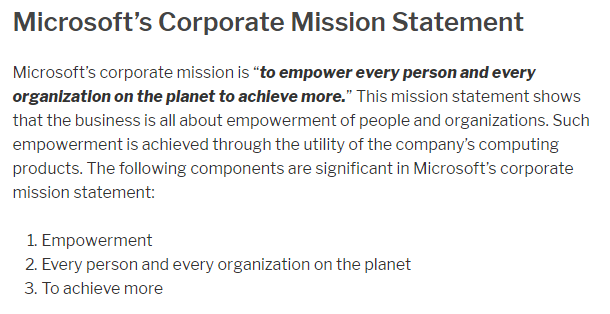 Microsoft’s Corporate Mission Statement
Microsoft’s corporate mission is “to empower every person and every
organization on the planet to achieve more.” This mission statement shows
that the business is all about empowerment of people and organizations. Such
empowerment is achieved through the utility of the company’s computing
products. The following components are significant in Microsoft’s corporate
mission statement:
1. Empowerment
2. Every person and every organization on the planet
3. To achieve more